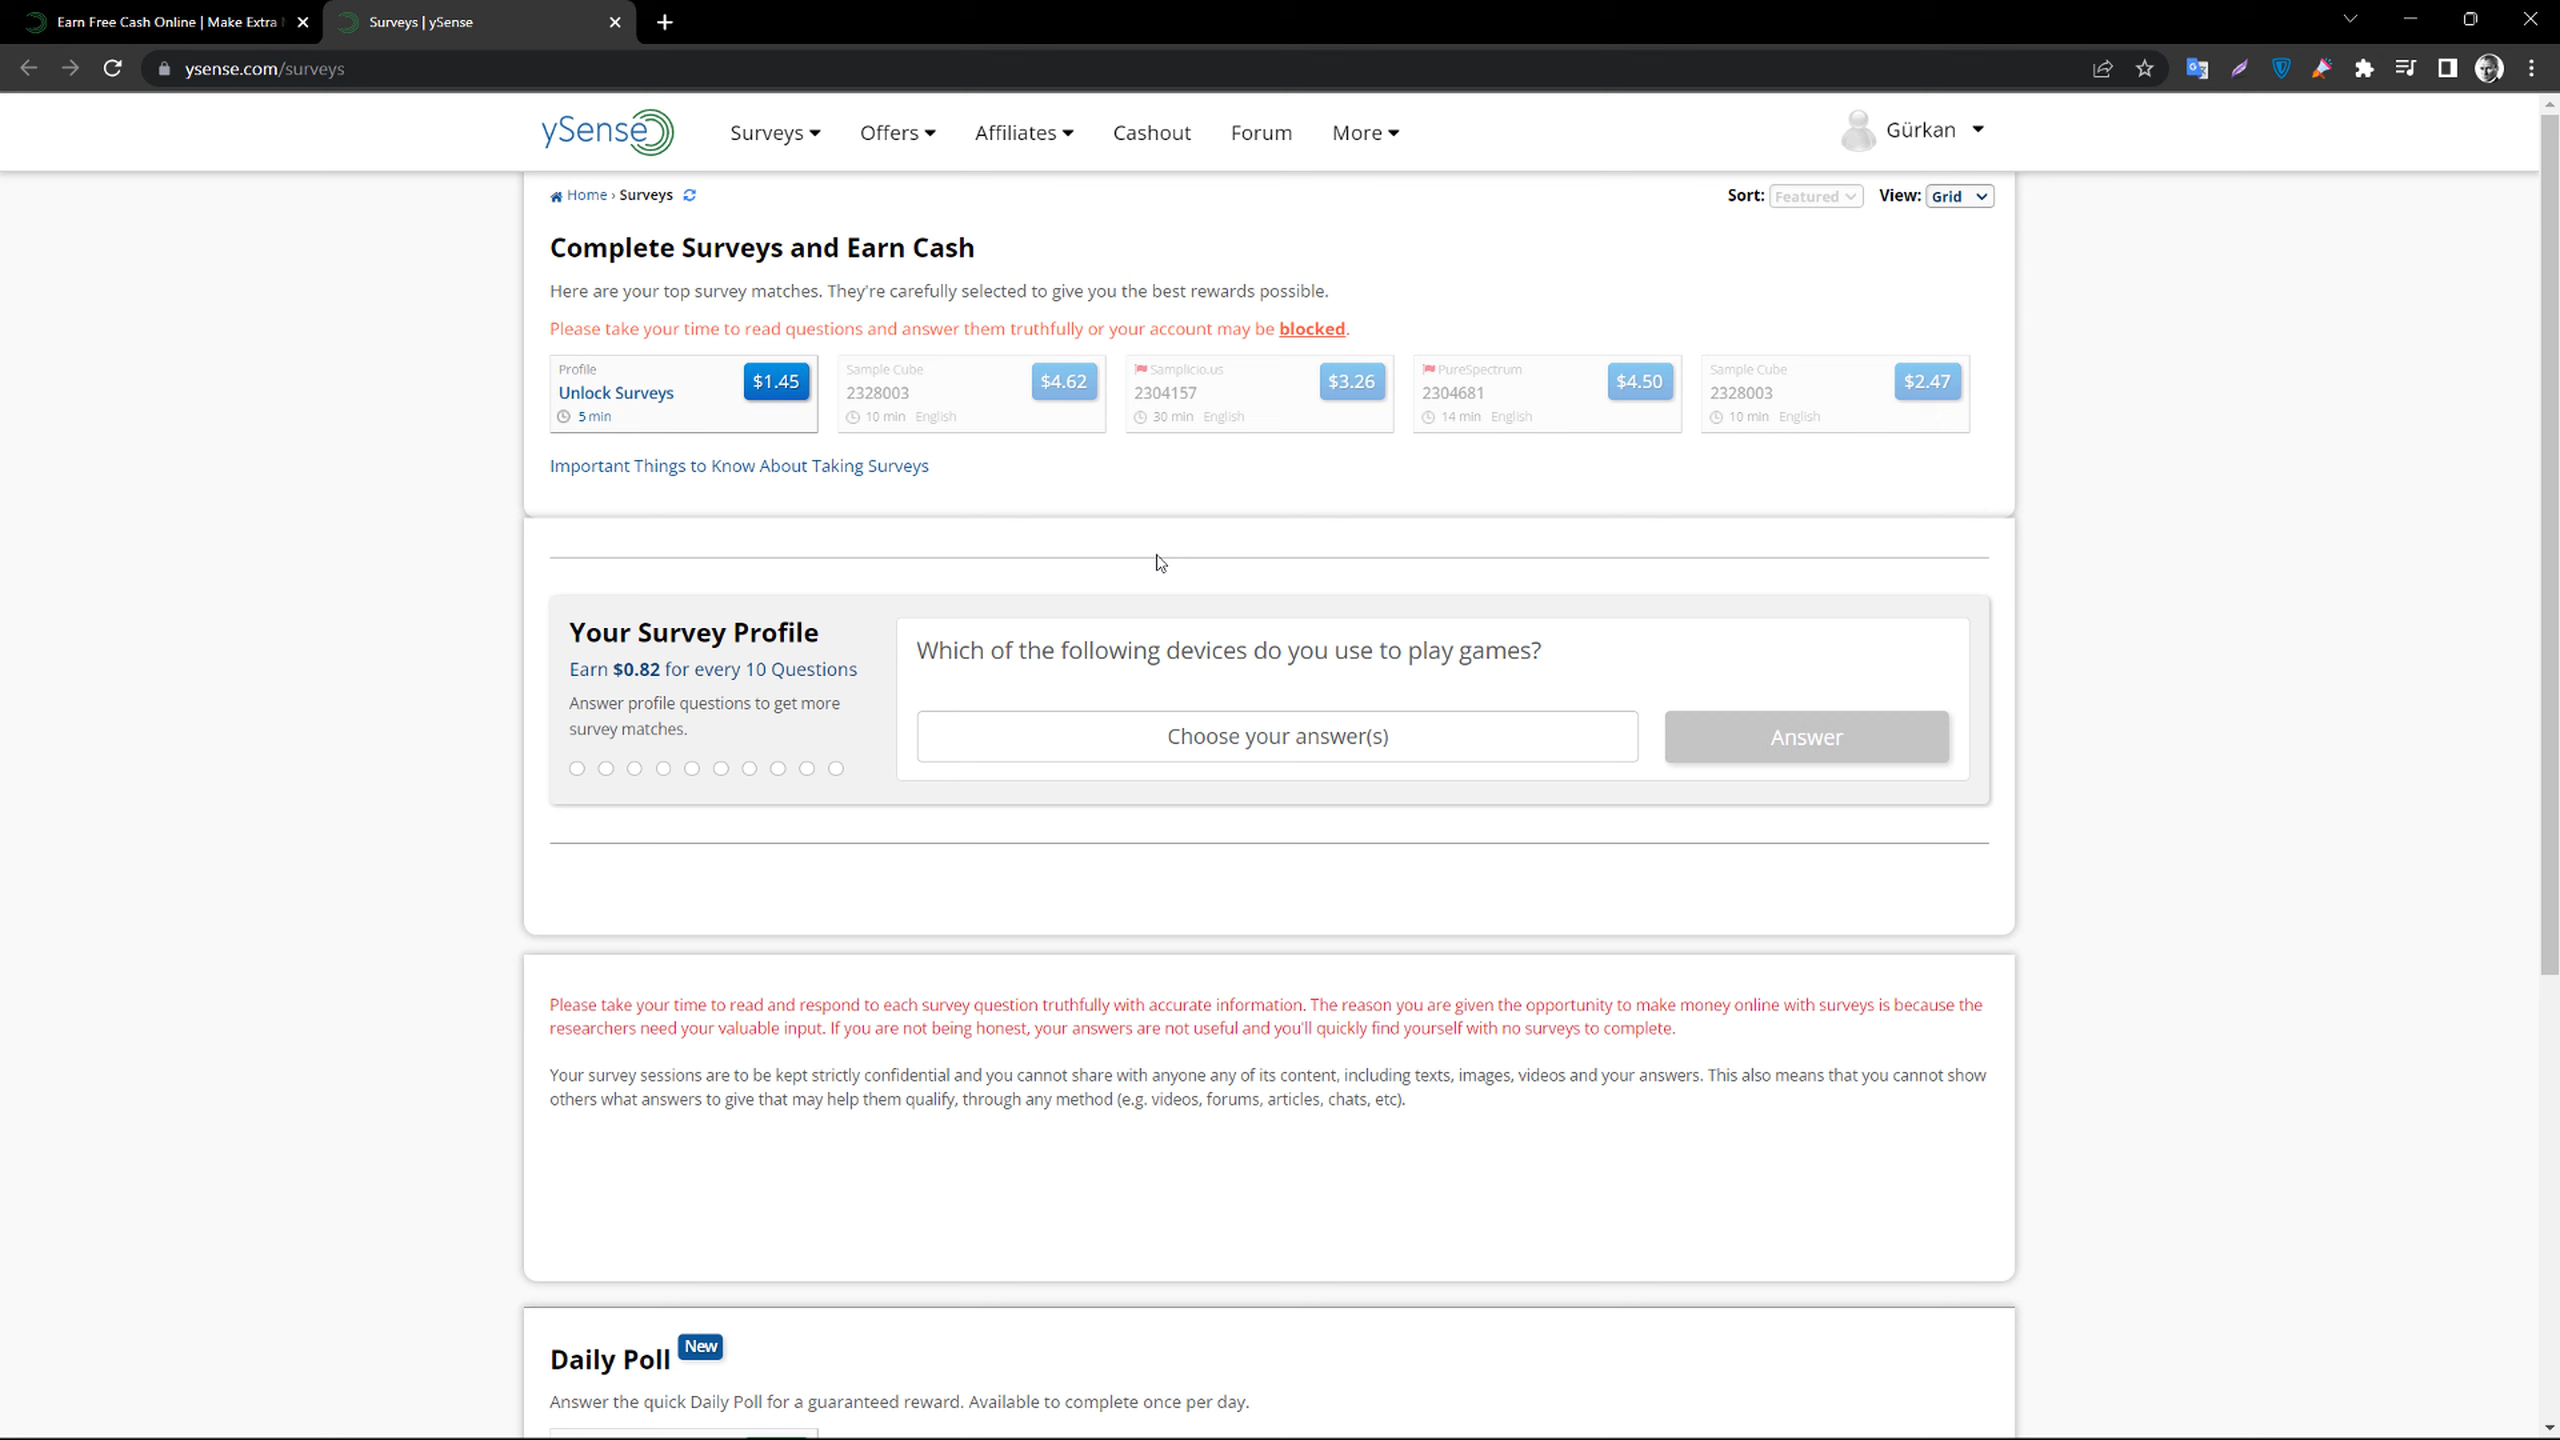 Earn Free Cash Online | Make Extra
Surveys | ySense
ysense.com/surveys
ySense
Surveys
Offers
Affiliates
Cashout
Forum
More
Gürkan
Home › Surveys
Sort: Featured
View: Grid
Complete Surveys and Earn Cash
Here are your top survey matches. They're carefully selected to give you the best rewards possible.
Please take your time to read questions and answer them truthfully or your account may be blocked.
Profile
Unlock Surveys
5 min
$1.45
Sample Cube
2328003
10 min English
$4.62
Samplicio.us
2304157
30 min English
$3.26
PureSpectrum
2304681
14 min English
$4.50
Sample Cube
2328003
10 min English
$2.47
Important Things to Know About Taking Surveys
Your Survey Profile
Earn $0.82 for every 10 Questions
Answer profile questions to get more
survey matches.
Which of the following devices do you use to play games?
Choose your answer(s)
Answer
Please take your time to read and respond to each survey question truthfully with accurate information. The reason you are given the opportunity to make money online with surveys is because the
researchers need your valuable input. If you are not being honest, your answers are not useful and you'll quickly find yourself with no surveys to complete.
Your survey sessions are to be kept strictly confidential and you cannot share with anyone any of its content, including texts, images, videos and your answers. This also means that you cannot show
others what answers to give that may help them qualify, through any method (e.g. videos, forums, articles, chats, etc).
Daily Poll New
Answer the quick Daily Poll for a guaranteed reward. Available to complete once per day.